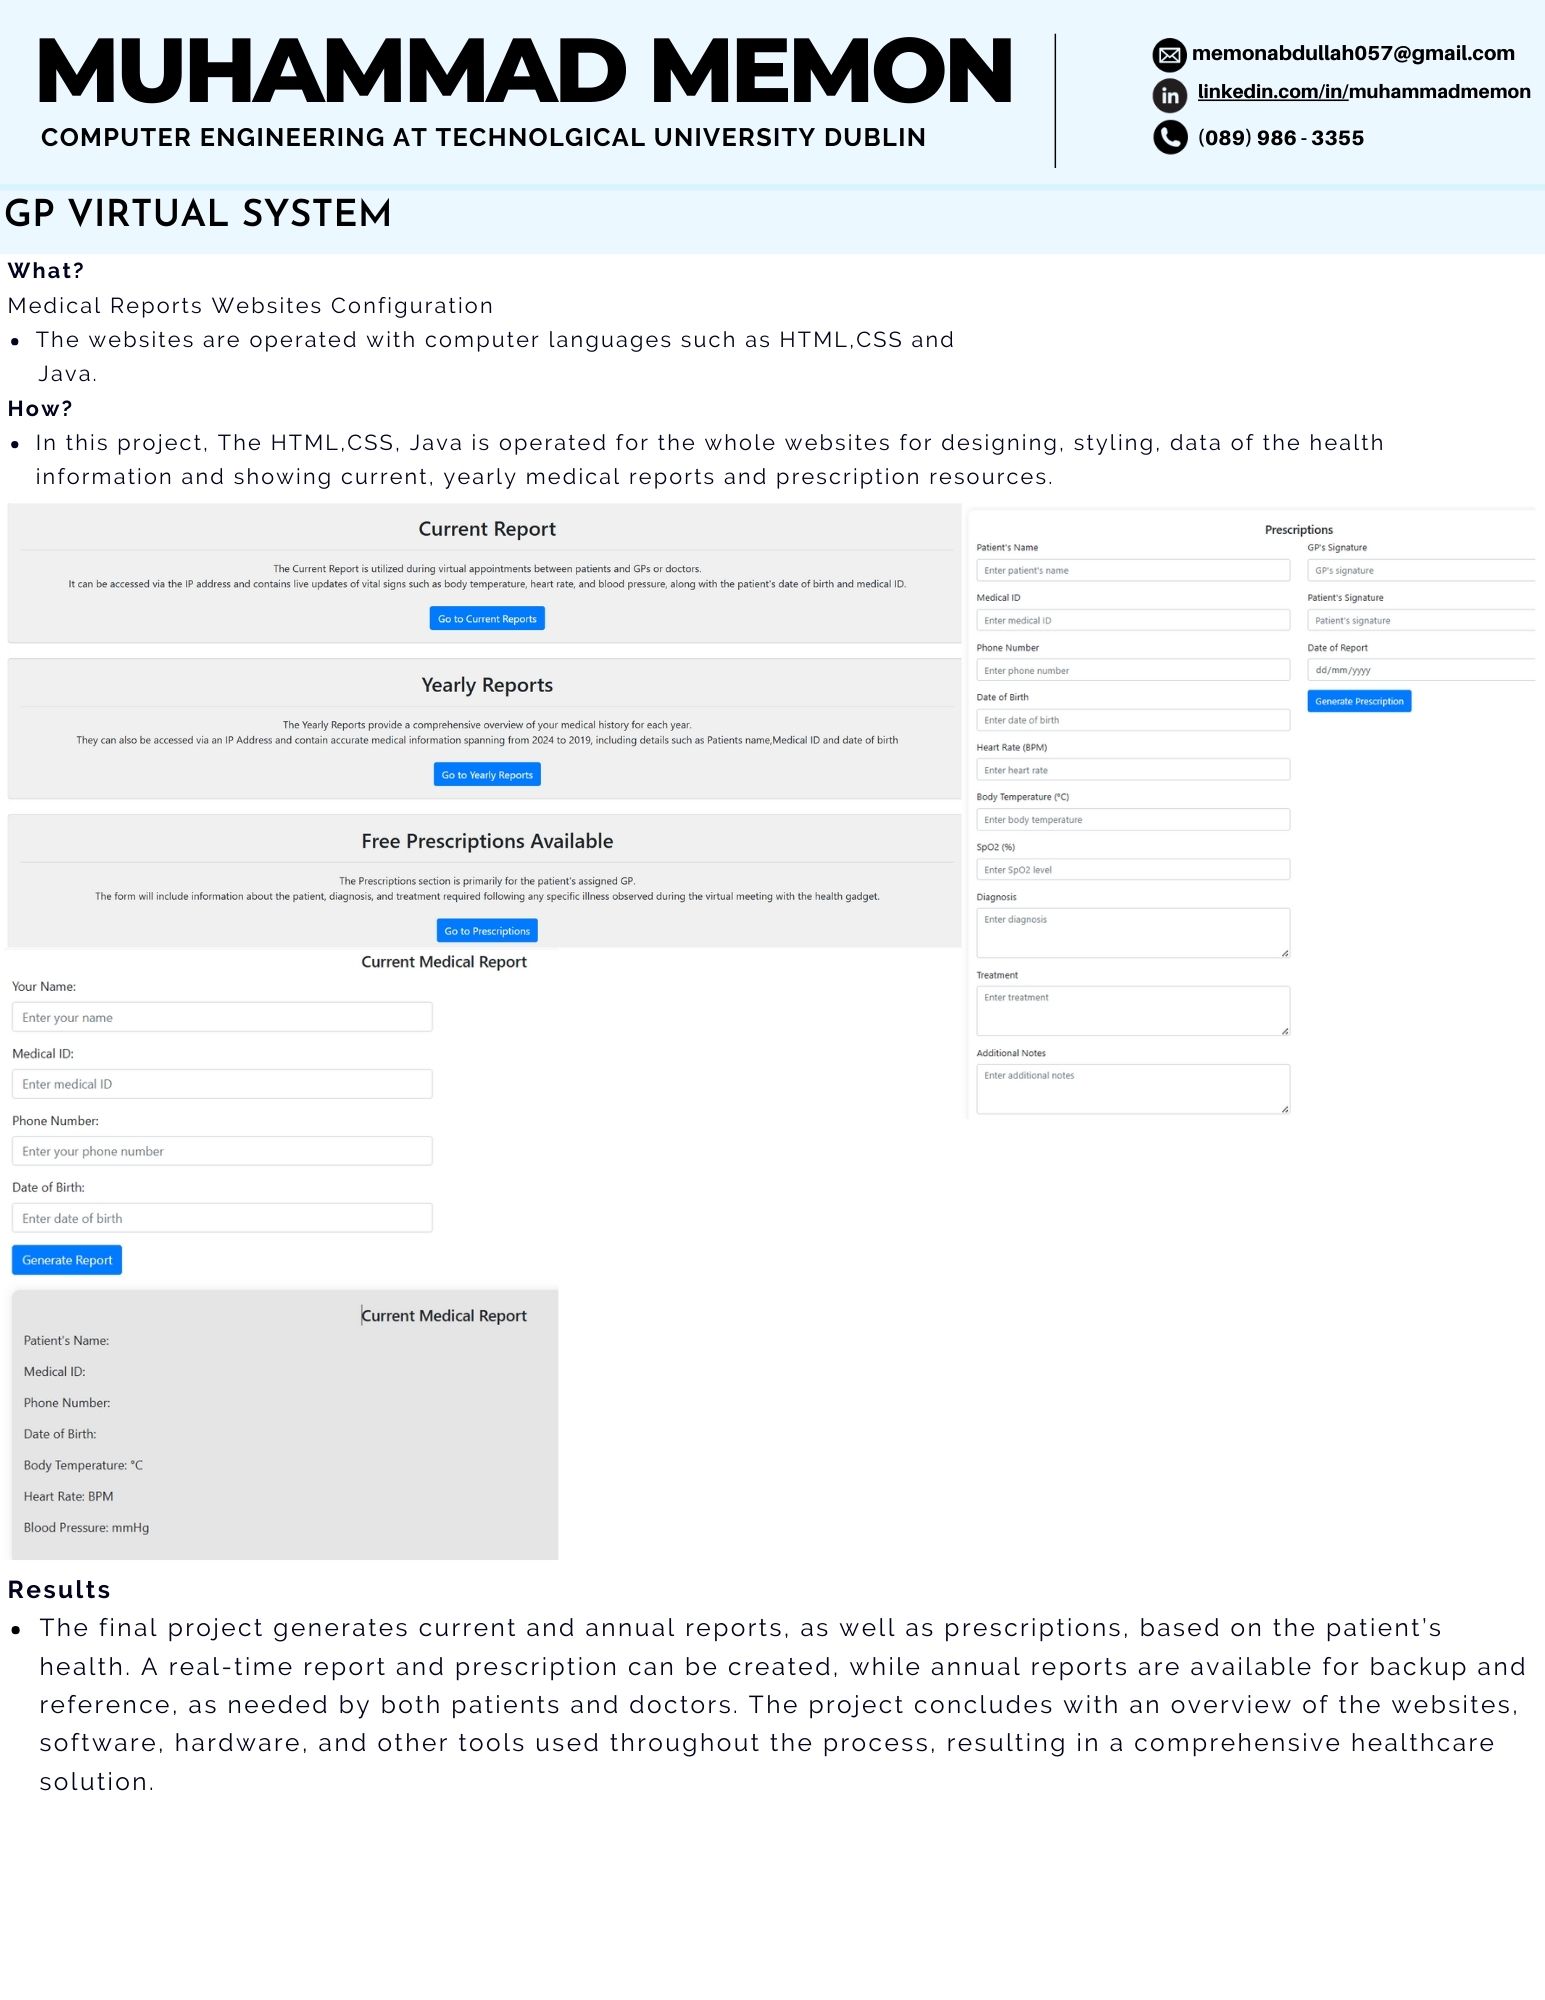 MUHAMMAD MEMON
COMPUTER ENGINEERING AT TECHNOLGICAL UNIVERSITY DUBLIN
memonabdullah057@gmail.com
linkedin.com/in/muhammadmemon
(089) 986 - 3355
GP VIRTUAL SYSTEM
What?
Medical Reports Websites Configuration
• The websites are operated with computer languages such as HTML,CSS and
Java.
How?
• In this project, The HTML,CSS, Java is operated for the whole websites for designing, styling, data of the health
information and showing current, yearly medical reports and prescription resources.
Current Report
The Current Report is utilized during virtual appointments between patients and GPs or doctors.
It can be accessed via the IP address and contains live updates of vital signs such as body temperature, heart rate, and blood pressure, along with the patient's date of birth and medical ID.
Go to Current Reports
Yearly Reports
The Yearly Reports provide a comprehensive overview of your medical history for each year.
They can also be accessed via an IP Address and contain accurate medical information spanning from 2024 to 2019, including details such as Patients name,Medical ID and date of birth
Go to Yearly Reports
Free Prescriptions Available
The Prescriptions section is primarily for the patient's assigned GP.
The form will include information about the patient, diagnosis, and treatment required following any specific illness observed during the virtual meeting with the health gadget.
Go to Prescriptions
Prescriptions
Patient's Name
Enter patient's name
Medical ID
Enter medical ID
Phone Number
Enter phone number
Date of Birth
Enter date of birth
Heart Rate (BPM)
Enter heart rate
Body Temperature (°C)
Enter body temperature
SpO2 (%)
Enter SpO2 level
Diagnosis
Enter diagnosis
Treatment
Enter treatment
Additional Notes
Enter additional notes
GP's Signature
GP's signature
Patient's Signature
Patient's signature
Date of Report
dd/mm/yyyy
Generate Prescription
Current Medical Report
Your Name:
Enter your name
Medical ID:
Enter medical ID
Phone Number:
Enter your phone number
Date of Birth:
Enter date of birth
Generate Report
Current Medical Report
Patient's Name:
Medical ID:
Phone Number:
Date of Birth:
Body Temperature: °C
Heart Rate: BPM
Blood Pressure: mmHg
Results
• The final project generates current and annual reports, as well as prescriptions, based on the patient's
health. A real-time report and prescription can be created, while annual reports are available for backup and
reference, as needed by both patients and doctors. The project concludes with an overview of the websites,
software, hardware, and other tools used throughout the process, resulting in a comprehensive healthcare
solution.